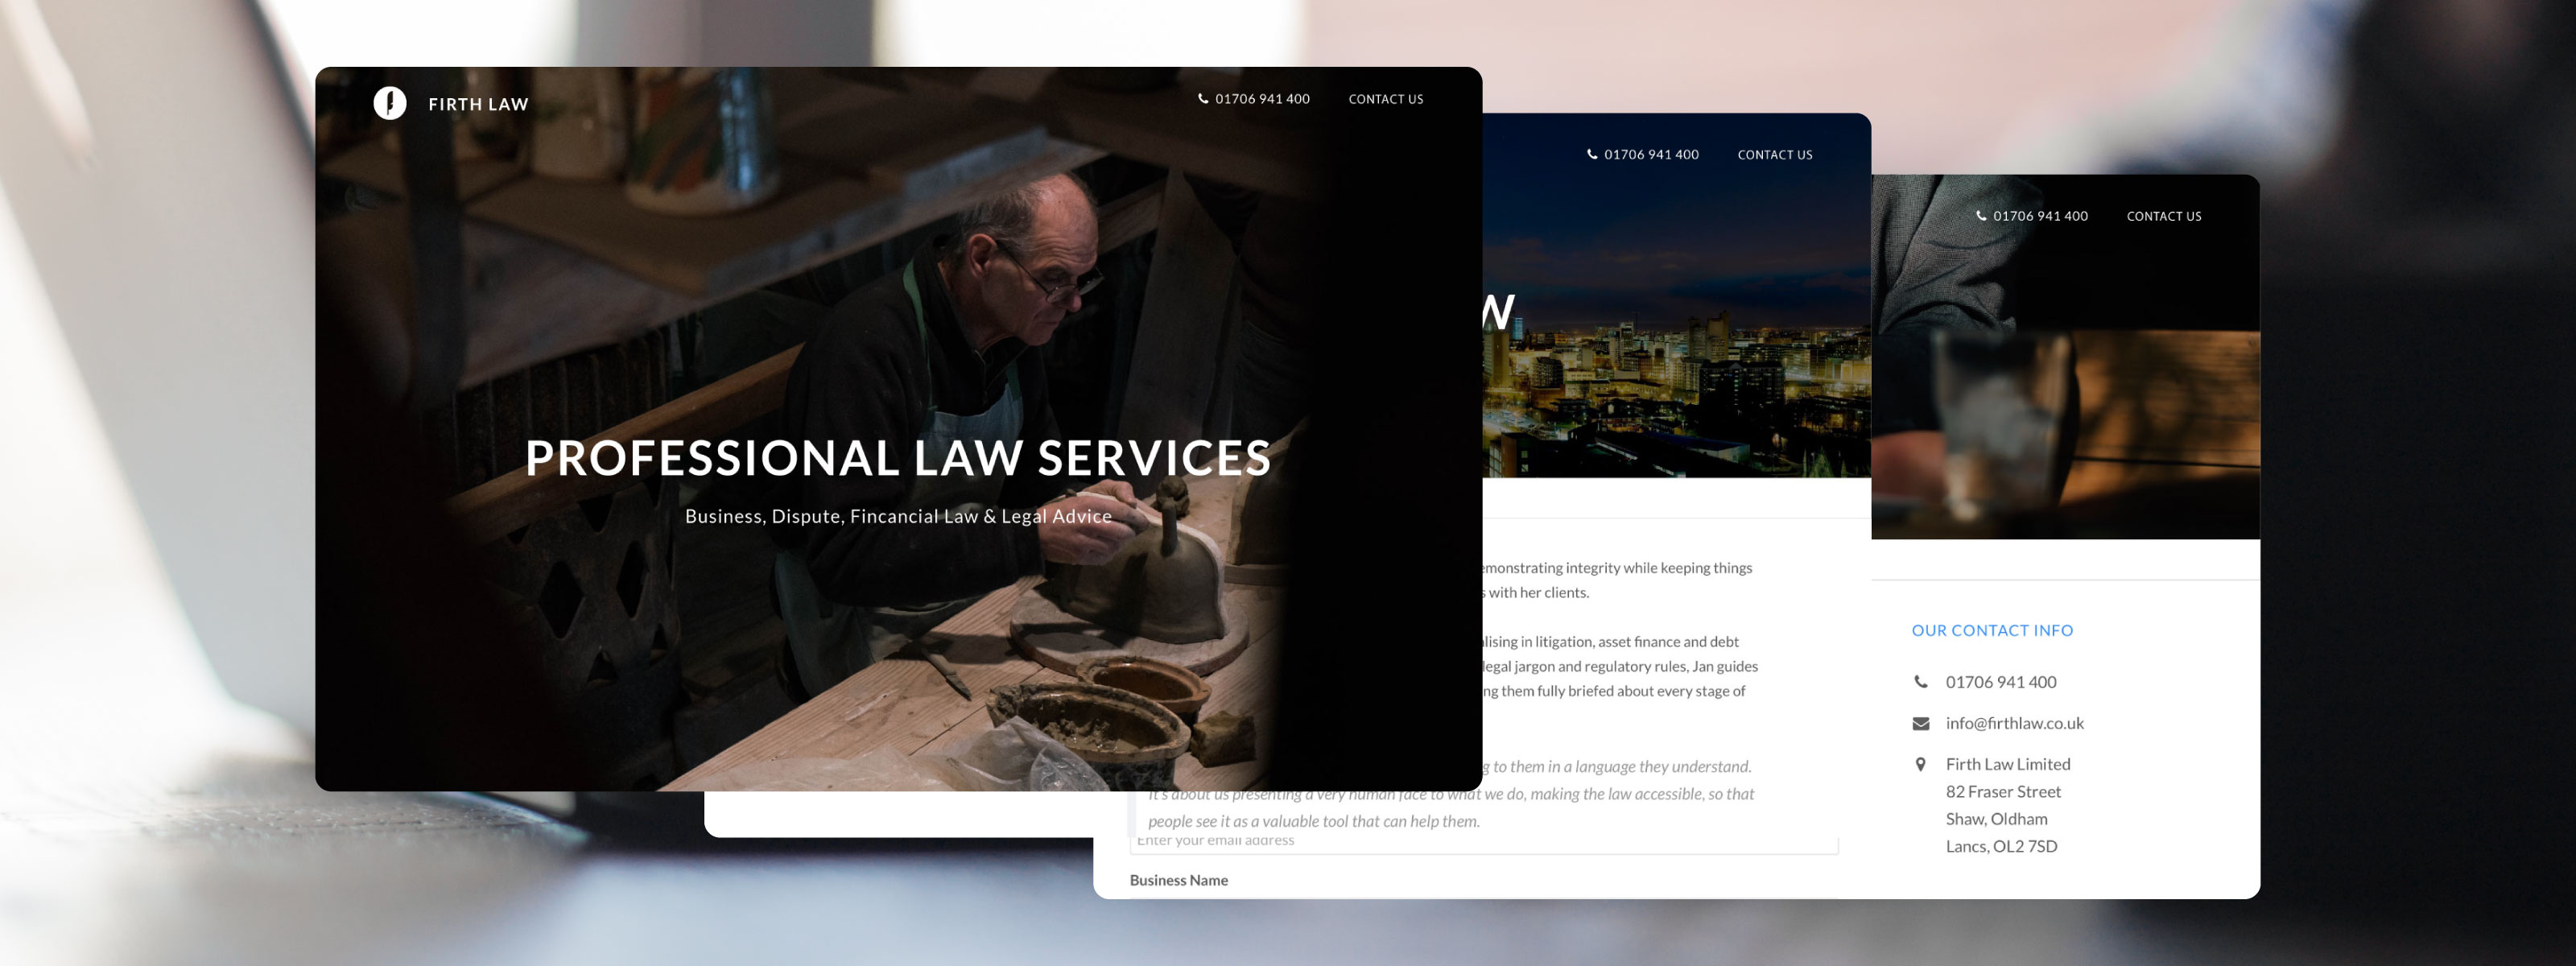 FIRTH LAW
01706 941 400 CONTACT US
PROFESSIONAL LAW SERVICES
Business, Dispute, Fincancial Law & Legal Advice
01706 941 400 CONTACT US
W
emonstrating integrity while keeping things
s with her clients.
lising in litigation, asset finance and debt
legal jargon and regulatory rules, Jan guides
ng them fully briefed about every stage of
g to them in a language they understand.
It's about us presenting a very human face to what we do, making the law accessible, so that
people see it as a valuable tool that can help them.
01706 941 400 CONTACT US
OUR CONTACT INFO
01706 941 400
info@firthlaw.co.uk
Firth Law Limited
82 Fraser Street
Shaw, Oldham
Lancs, OL2 7SD
Enter your email address
Business Name